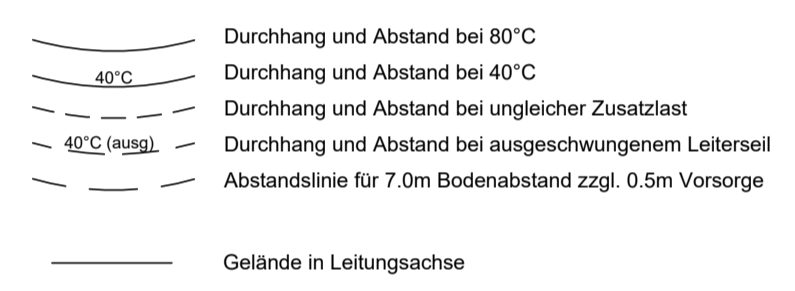 Durchhang und Abstand bei 80°C
40°C Durchhang und Abstand bei 40°C
Durchhang und Abstand bei ungleicher Zusatzlast
40°C (ausg) Durchhang und Abstand bei ausgeschwungenem Leiterseil
Abstandslinie für 7.0m Bodenabstand zzgl. 0.5m Vorsorge
Gelände in Leitungsachse